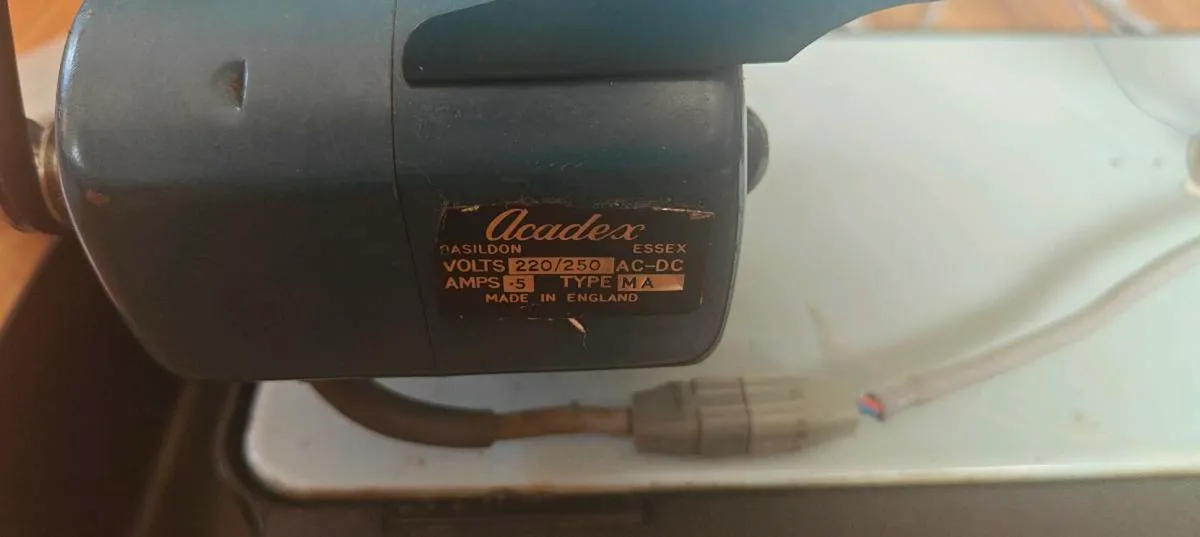 Acadex
BASILDON ESSEX
VOLTS 220/250 AC-DC
AMPS .5 TYPE MA
MADE IN ENGLAND